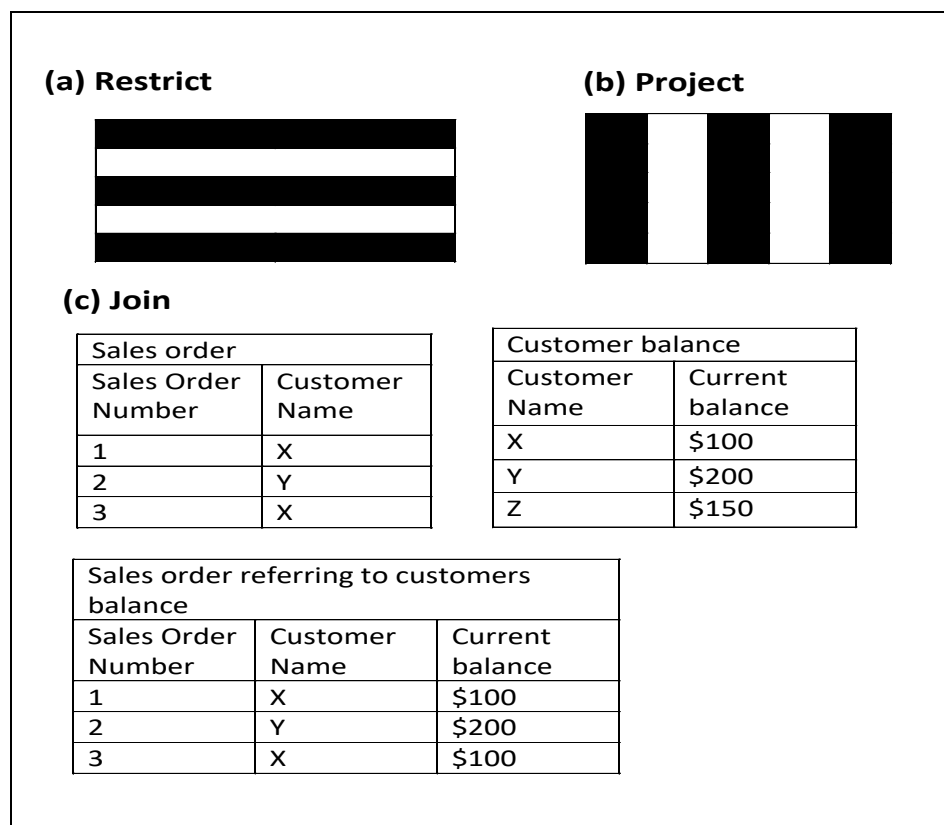 (a) Restrict
(b) Project
(c) Join
Sales order
Sales Order
Number
Customer
Name
1
X
2
Y
3
X
Customer balance
Customer
Name
Current
balance
X
$100
Y
$200
Z
$150
Sales order referring to customers
balance
Sales Order
Number
Customer
Name
Current
balance
1
X
$100
2
Y
$200
3
X
$100